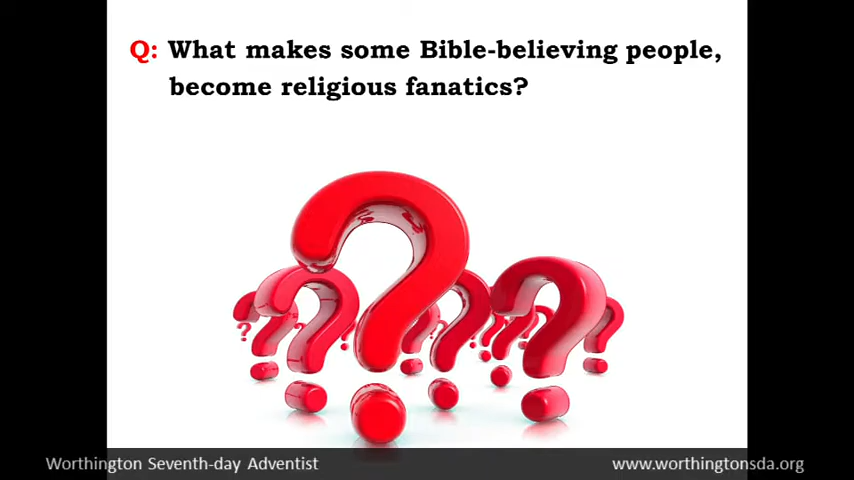 Q: What makes some Bible-believing people,
become religious fanatics?
Worthington Seventh-day Adventist
www.worthingtonsda.org